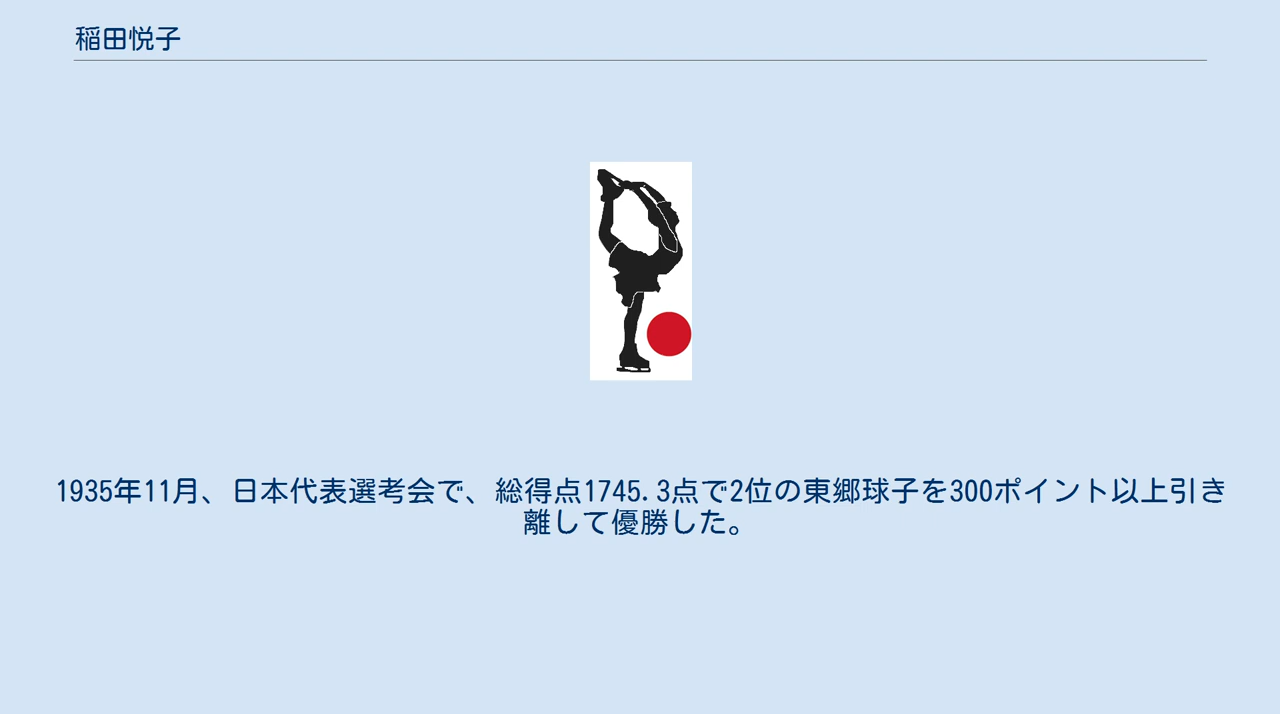 稲田悦子
1935年11月、日本代表選考会で、総得点1745.3点で2位の東郷球子を300ポイント以上引き
離して優勝した。